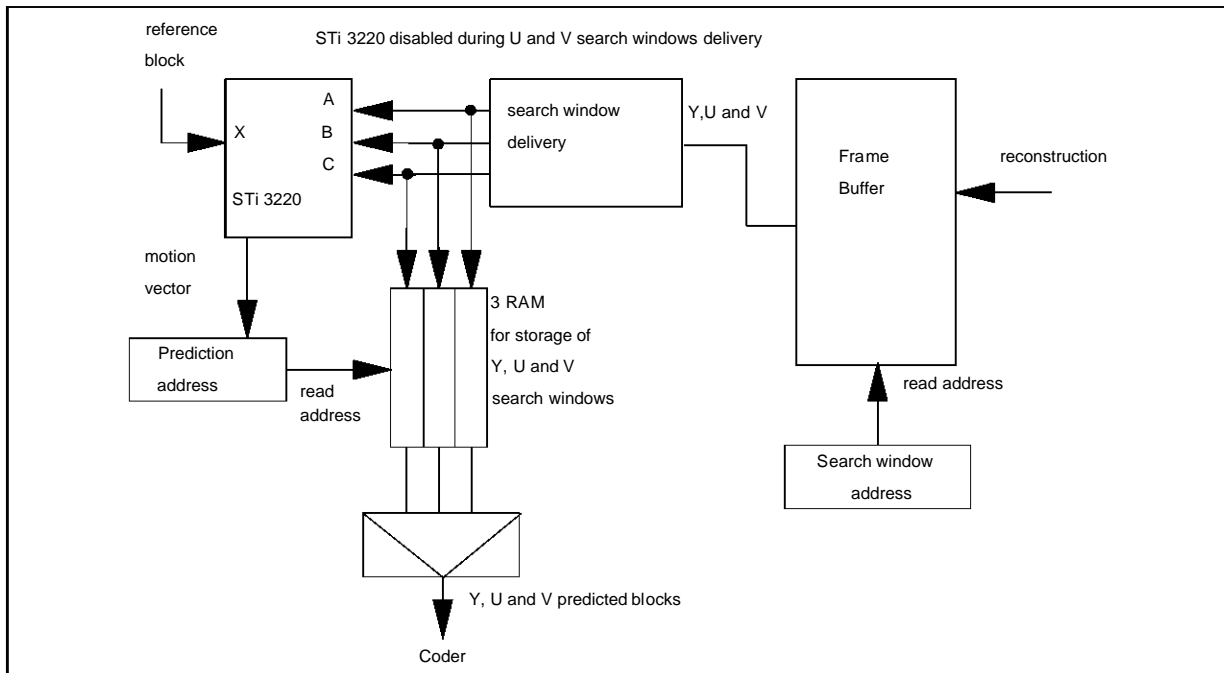 reference
block
STi 3220 disabled during U and V search windows delivery
A
B
C
X
STi 3220
search window
delivery
Y,U and V
Frame
Buffer
reconstruction
motion
vector
Prediction
address
read
address
3 RAM
for storage of
Y, U and V
search windows
read address
Search window
address
Y, U and V predicted blocks
Coder